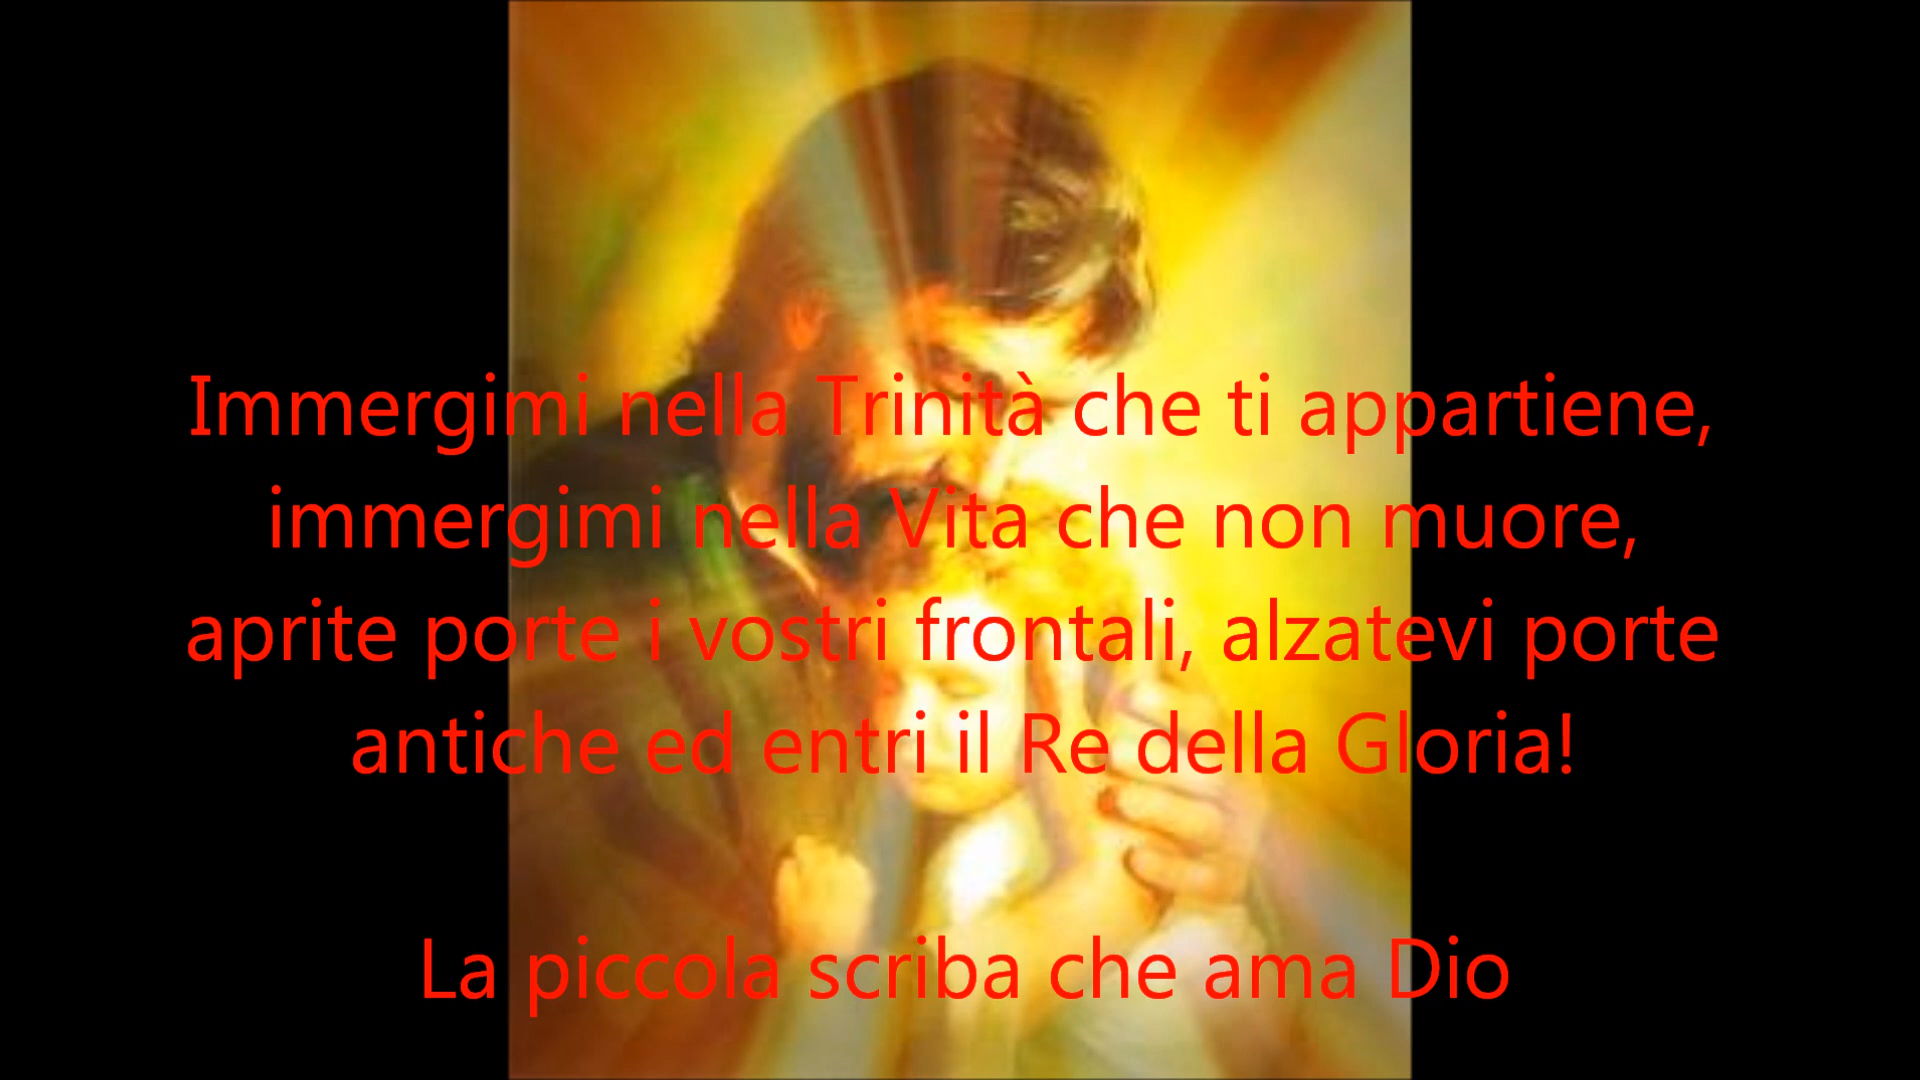 Immergimi nella Trinità che ti appartiene,
immergimi nella Vita che non muore,
aprite porte i vostri frontali, alzatevi porte
antiche ed entri il Re della Gloria!
La piccola scriba che ama Dio